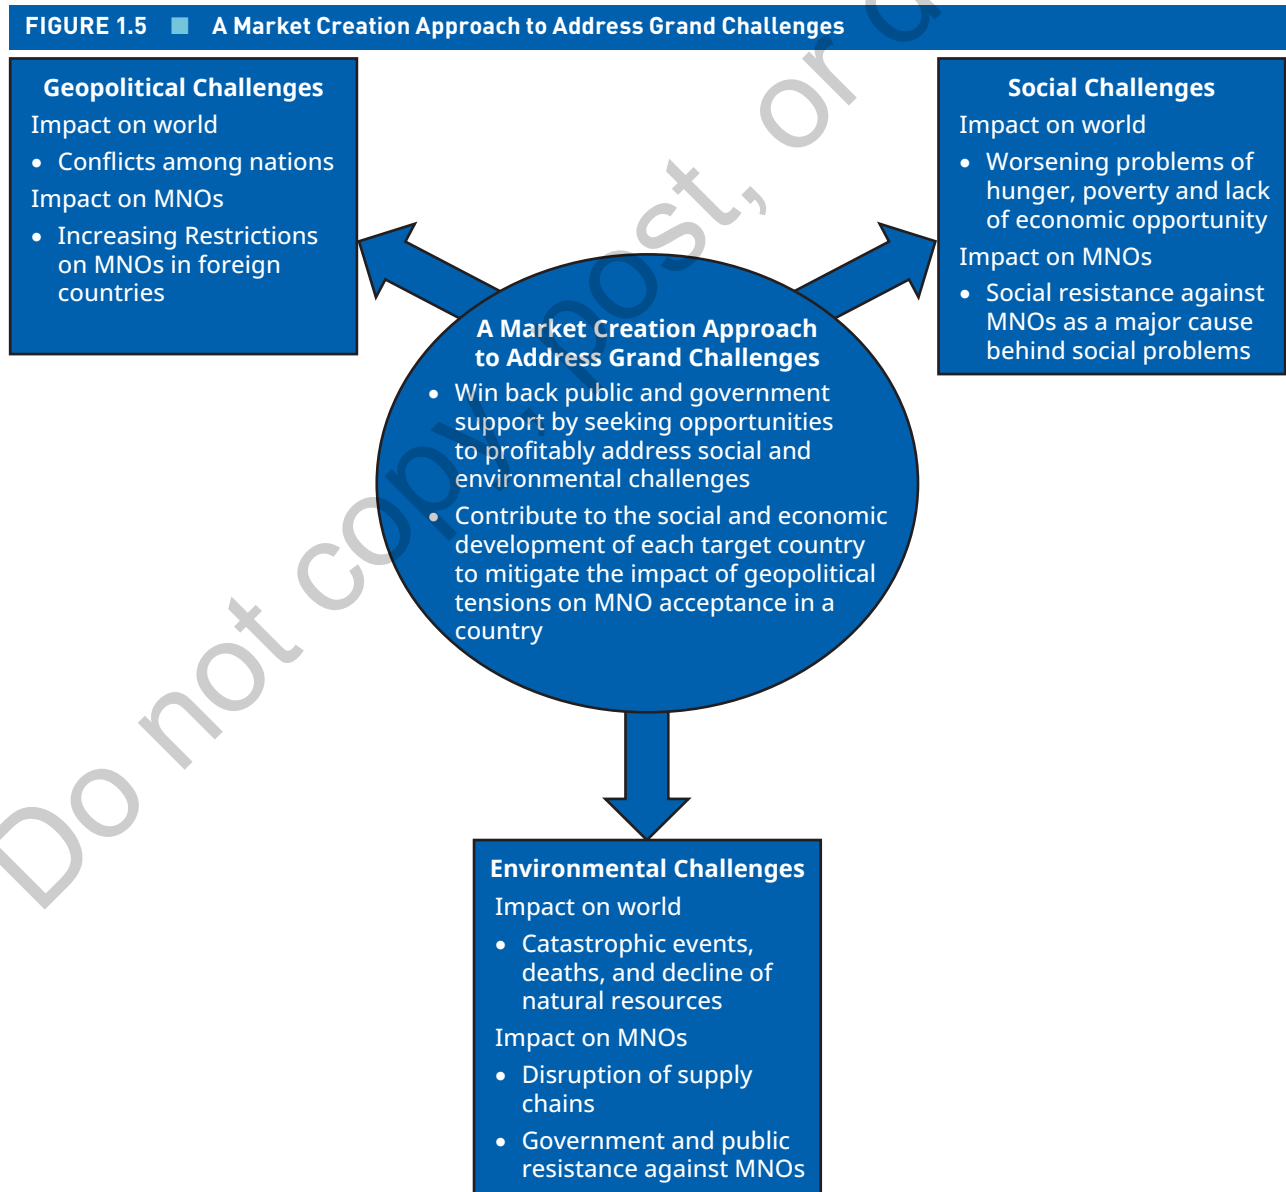 FIGURE 1.5 ■ A Market Creation Approach to Address Grand Challenges
Geopolitical Challenges
Impact on world
• Conflicts among nations
Impact on MNOs
• Increasing Restrictions
on MNOs in foreign
countries
Social Challenges
Impact on world
• Worsening problems of
hunger, poverty and lack
of economic opportunity
Impact on MNOs
• Social resistance against
MNOs as a major cause
behind social problems
A Market Creation Approach
to Address Grand Challenges
• Win back public and government
support by seeking opportunities
to profitably address social and
environmental challenges
• Contribute to the social and economic
development of each target country
to mitigate the impact of geopolitical
tensions on MNO acceptance in a
country
Environmental Challenges
Impact on world
• Catastrophic events,
deaths, and decline of
natural resources
Impact on MNOs
• Disruption of supply
chains
• Government and public
resistance against MNOs
Do not copy, post, or d